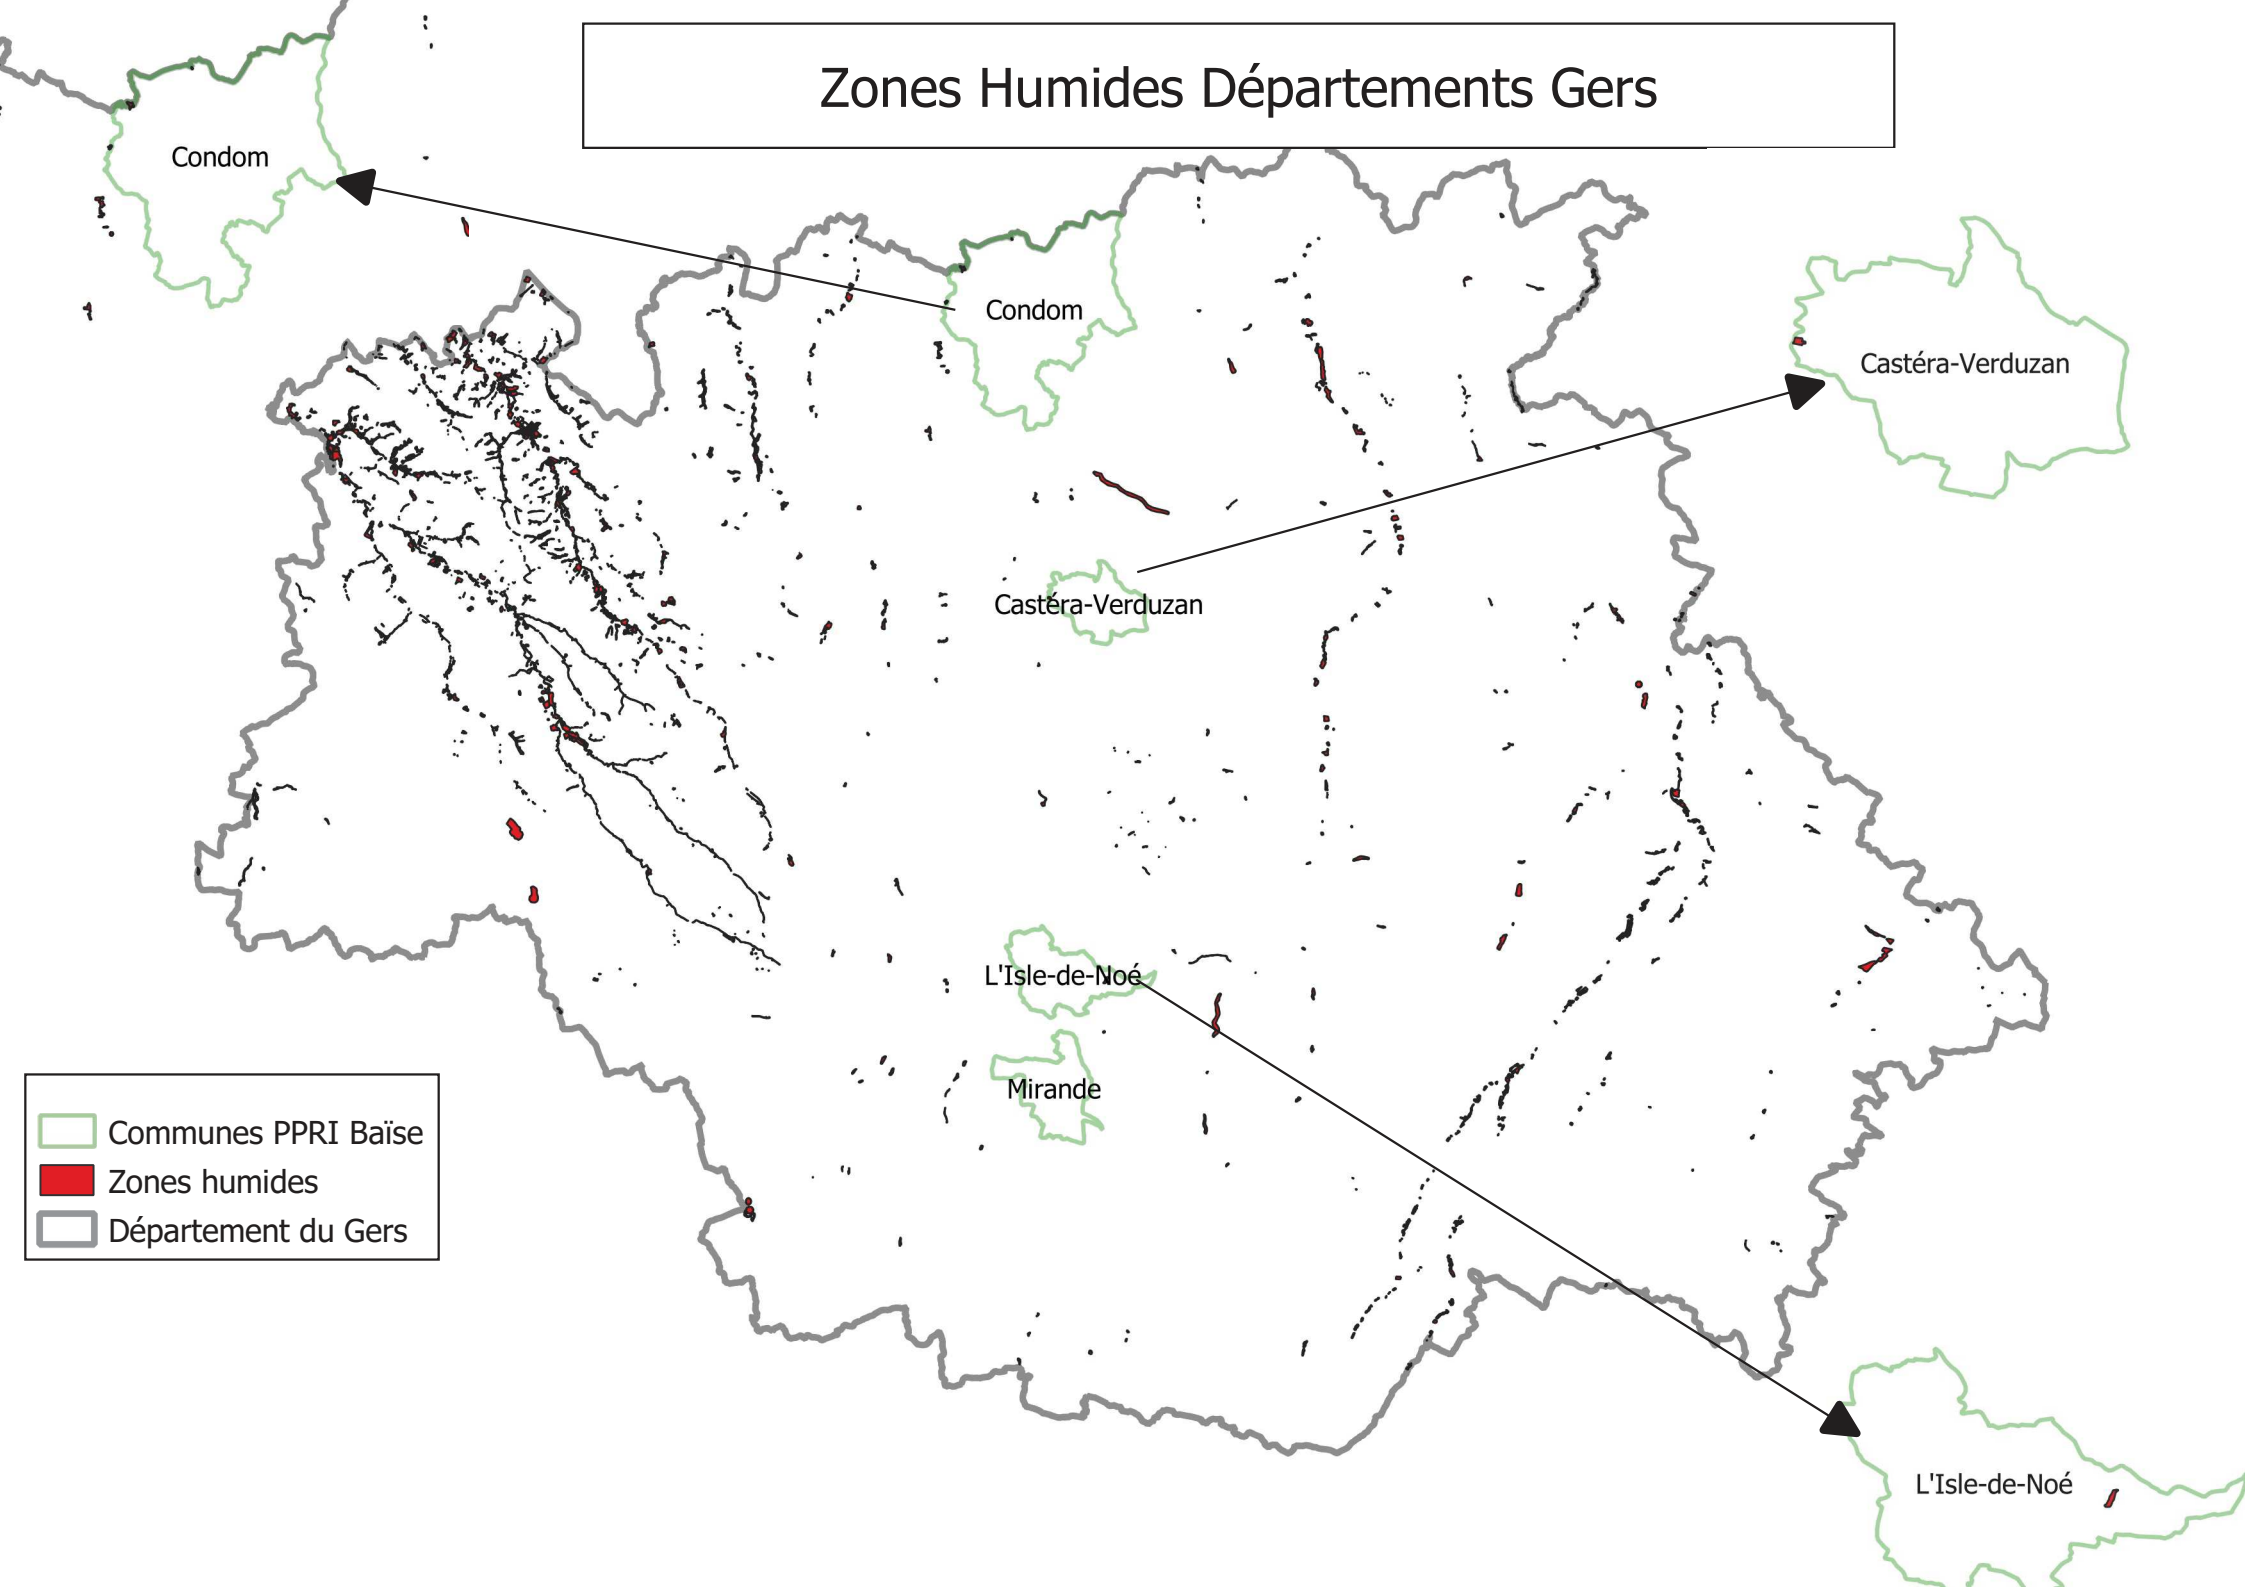 Zones Humides Départements Gers
Condom
Condom
Castéra-Verduzan
Castéra-Verduzan
L'Isle-de-Noé
Mirande
Communes PPRI Baïse
Zones humides
Département du Gers
L'Isle-de-Noé